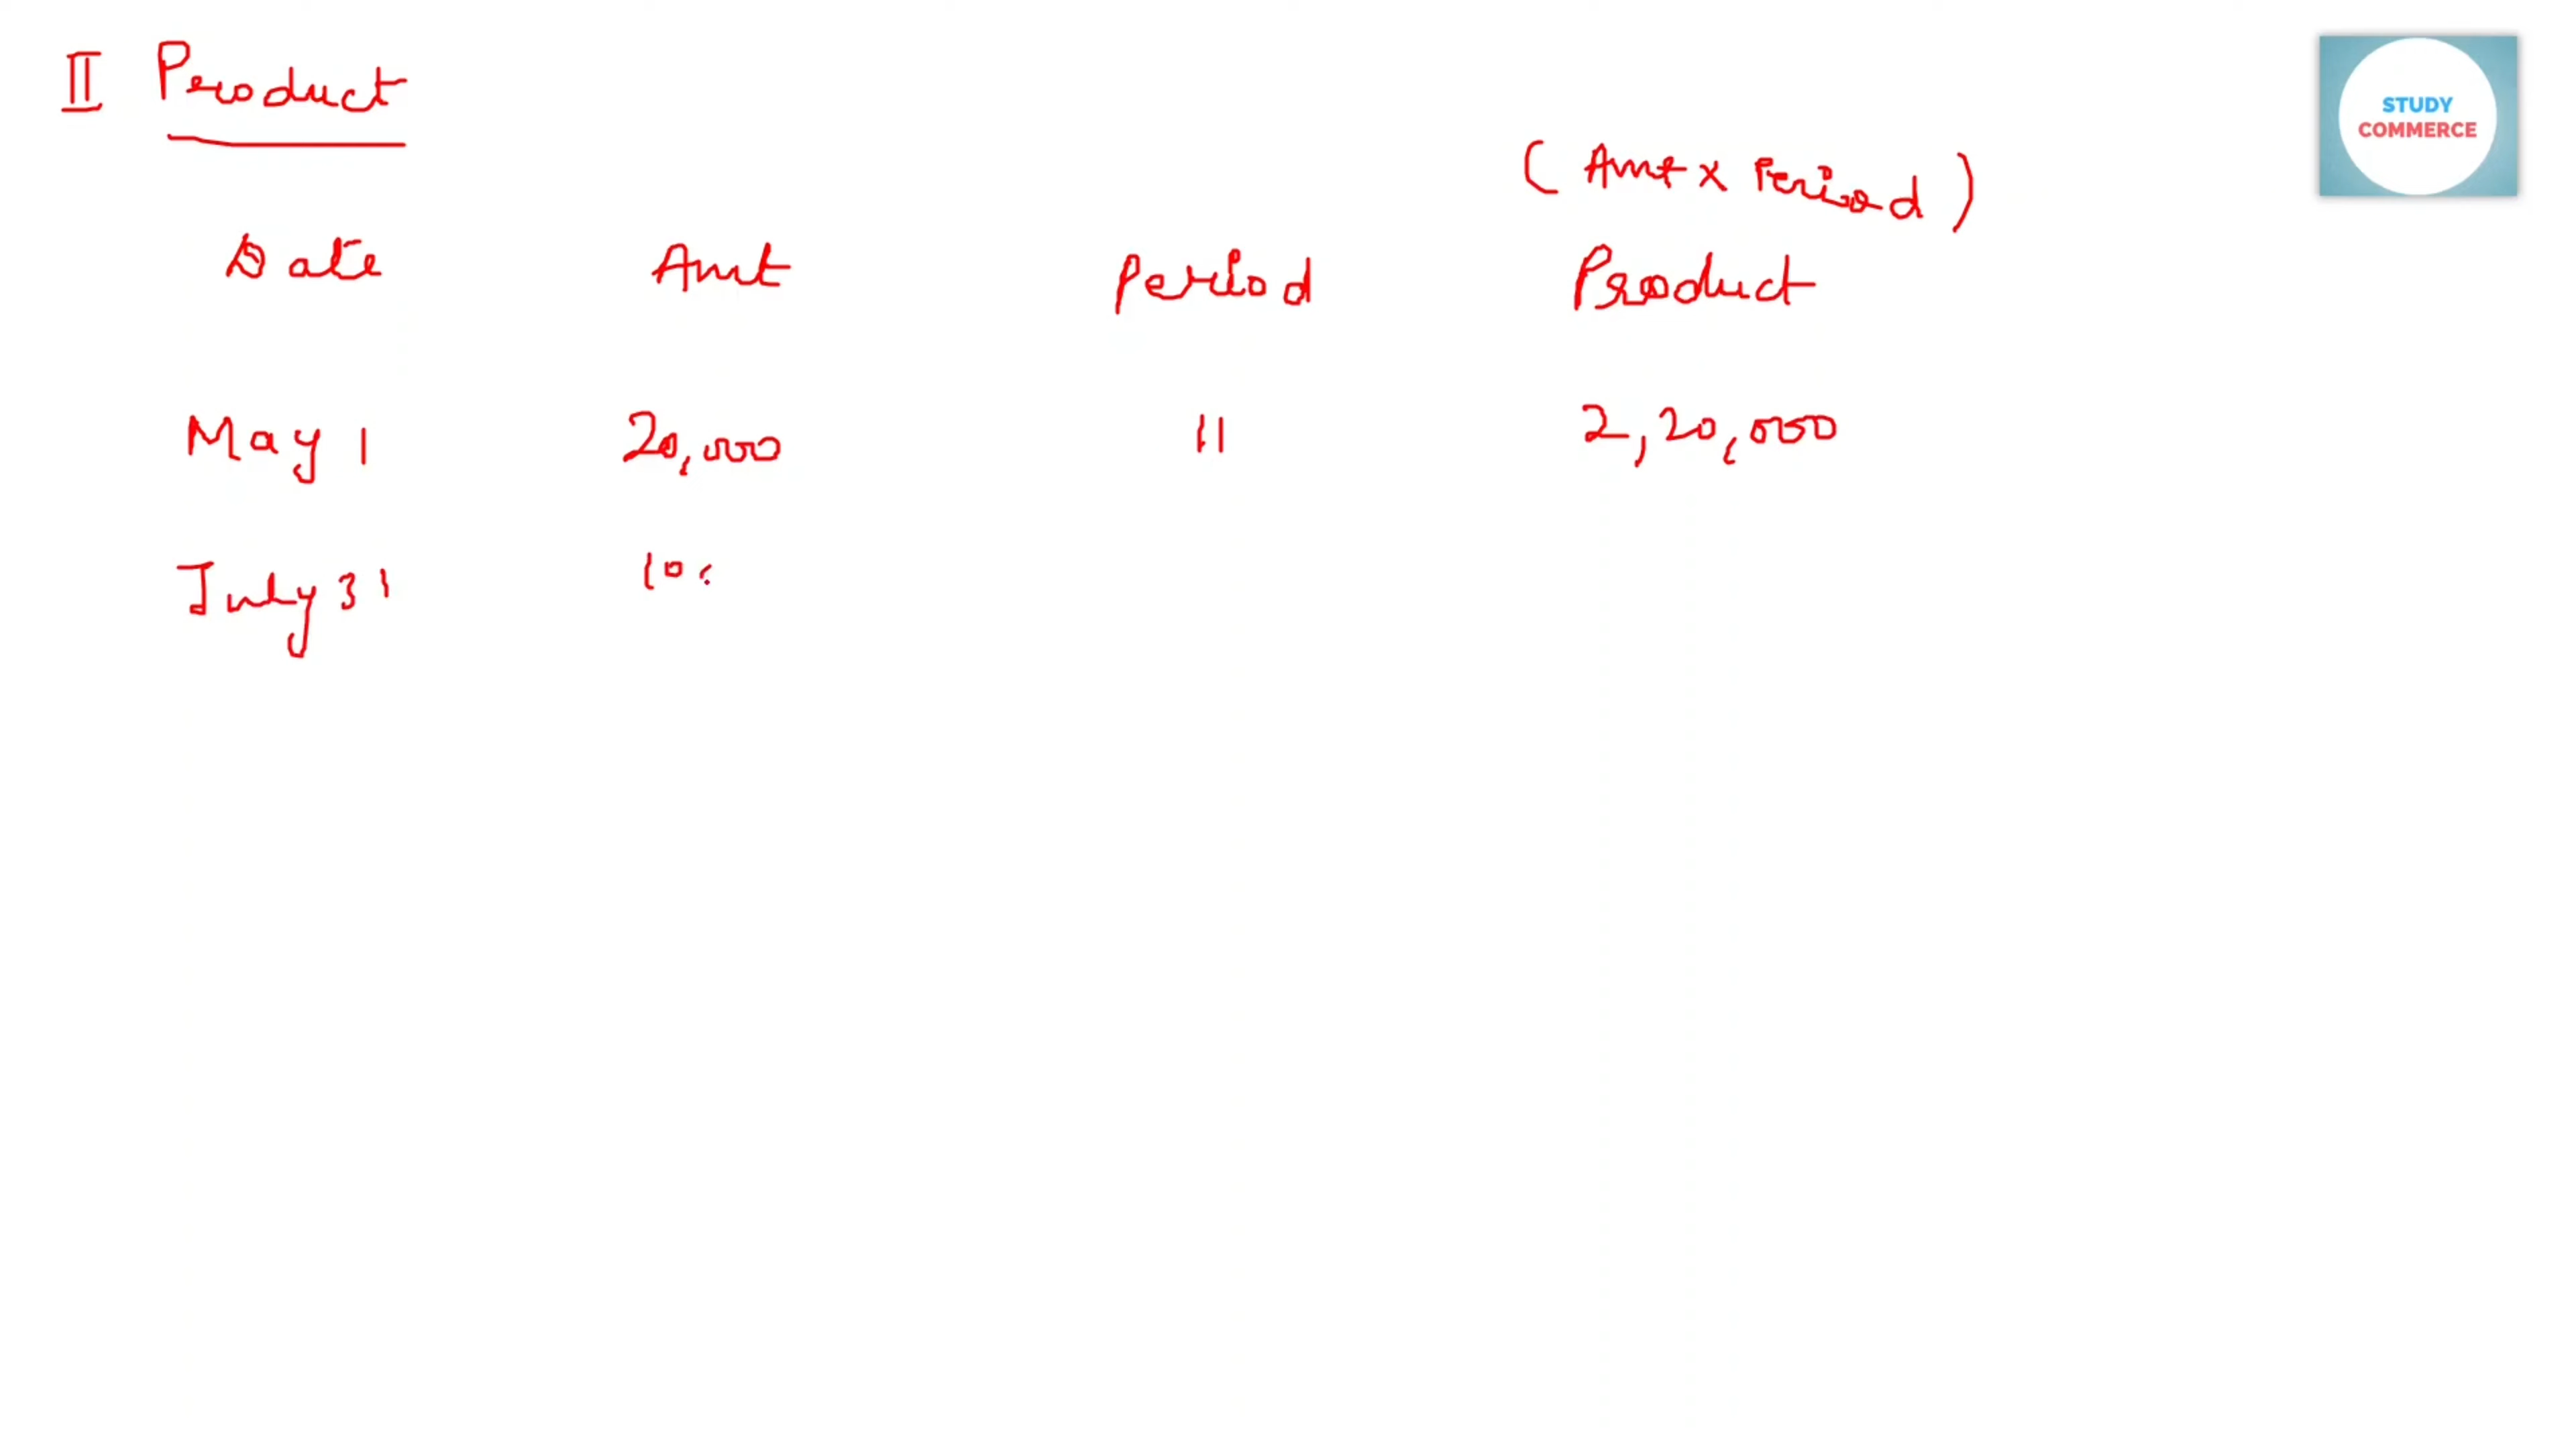 II Product
STUDY
COMMERCE
(Amt x Period)
Date Amt Period Product
May 1 20,000 11 2,20,000
July 31 10